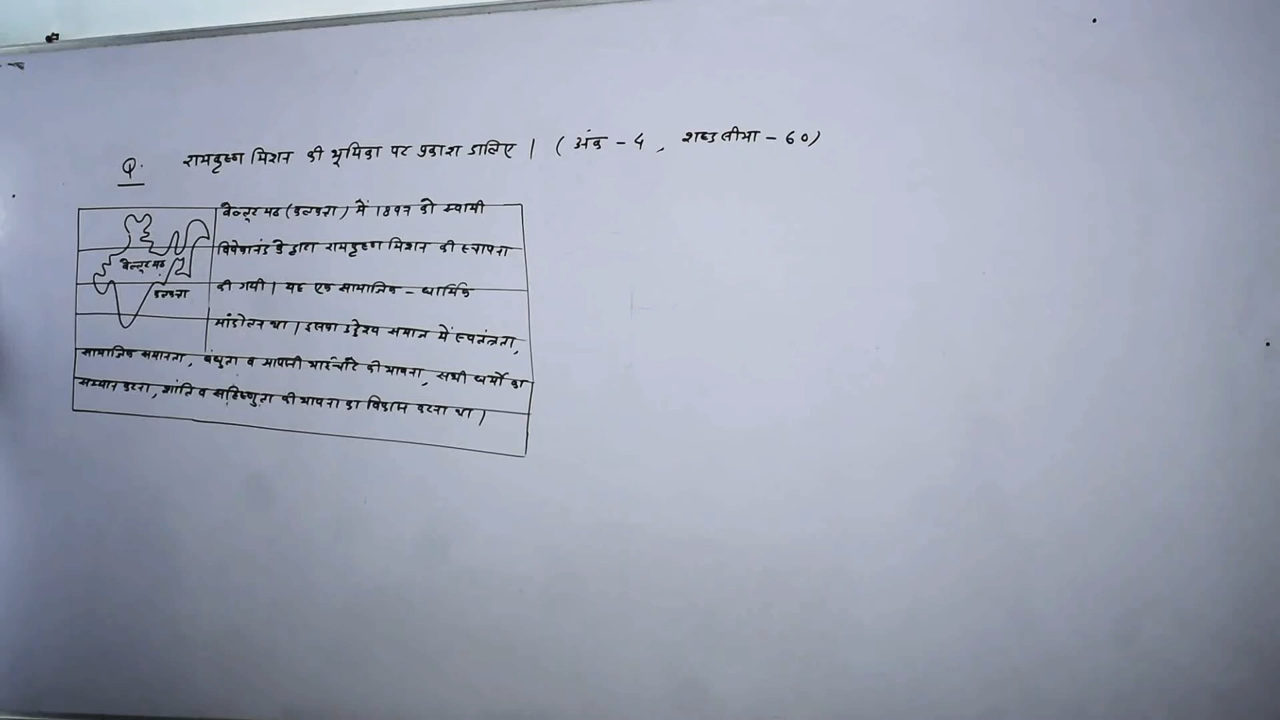 Q. रामकृष्ण मिशन की भूमिका पर प्रकाश डालिए । ( अंक - 4 , शब्द सीमा - 60 )
बेल्लूर मठ ( कलकत्ता ) में 1897 को स्वामी
विवेकानंद के द्वारा रामकृष्ण मिशन की स्थापना
की गयी । यह एक सामाजिक - धार्मिक
आंदोलन था । इसका उद्देश्य समाज में स्वतंत्रता,
सामाजिक समानता, बंधुता व आपसी भाईचारे की भावना, सभी धर्मों का
सम्मान करना, शांति व सहिष्णुता की भावना का विकास करना था ।
बेल्लूर मठ
कलकत्ता